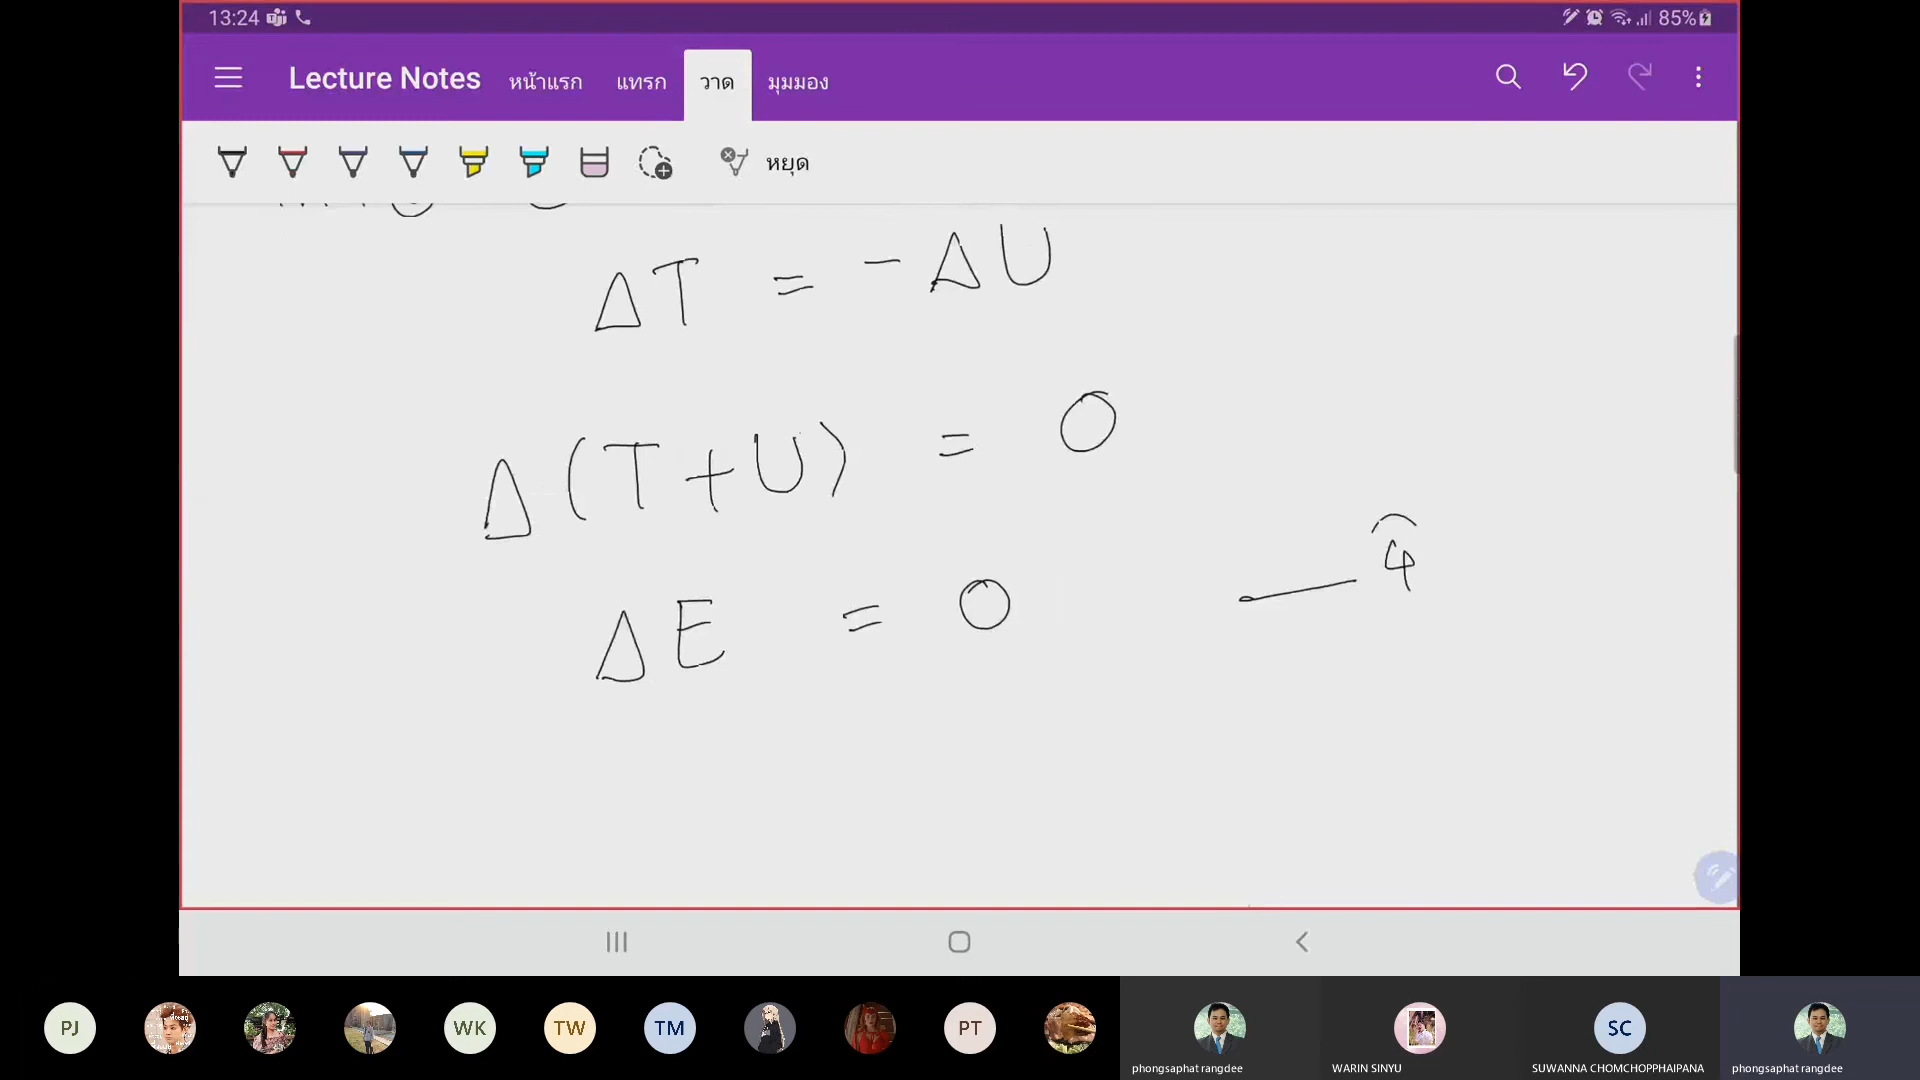 13:24 85%
Lecture Notes หน้าแรก แทรก วาด มุมมอง
หยุด
ΔT = -ΔU
Δ(T+U) = 0
ΔE = 0 — 4
PJ WK TW TM PT SC
phongsaphat rangdee WARIN SINYU SUWANNA CHOMCHOPPHAIPANA phongsaphat rangdee